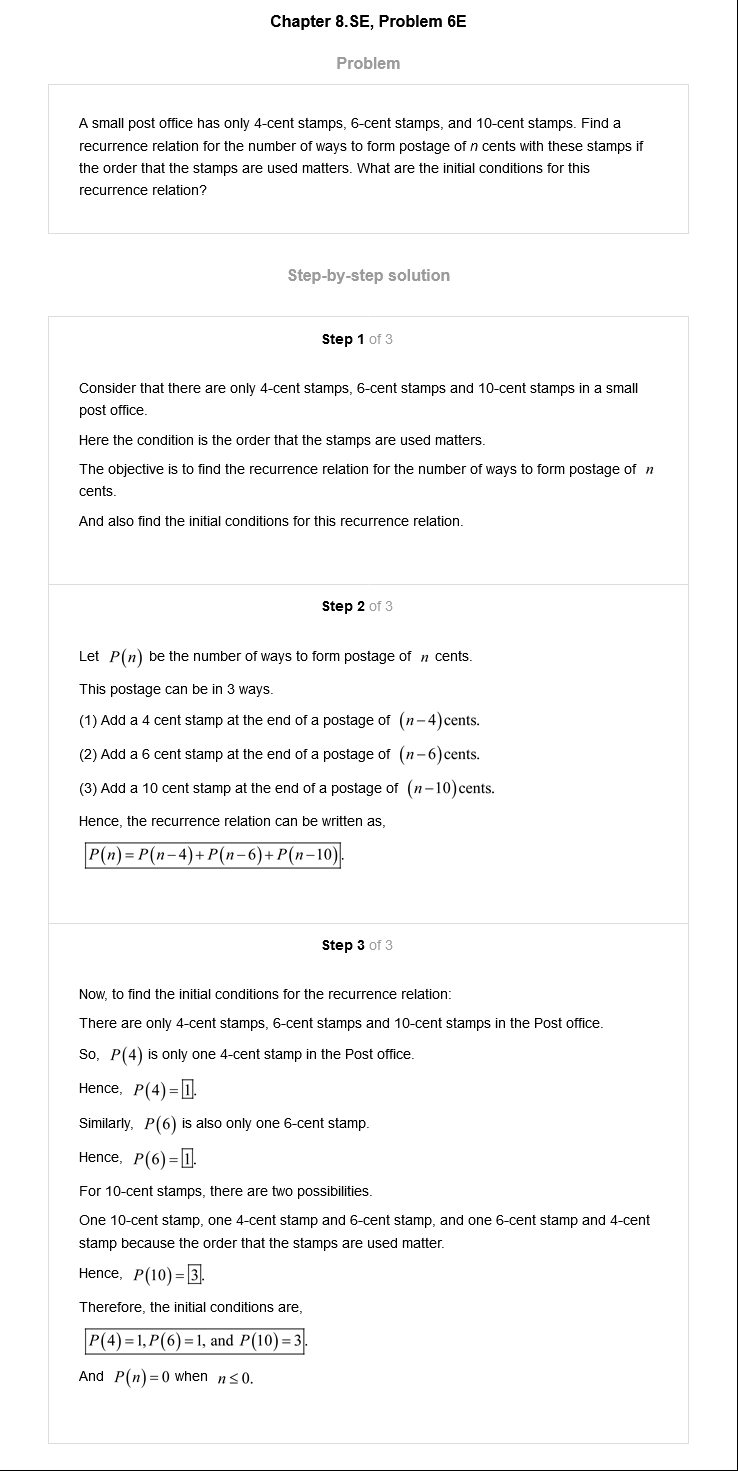 Chapter 8.SE, Problem 6E
Problem
A small post office has only 4-cent stamps, 6-cent stamps, and 10-cent stamps. Find a
recurrence relation for the number of ways to form postage of n cents with these stamps if
the order that the stamps are used matters. What are the initial conditions for this
recurrence relation?
Step-by-step solution
Step 1 of 3
Consider that there are only 4-cent stamps, 6-cent stamps and 10-cent stamps in a small
post office.
Here the condition is the order that the stamps are used matters.
The objective is to find the recurrence relation for the number of ways to form postage of n
cents.
And also find the initial conditions for this recurrence relation.
Step 2 of 3
Let P(n) be the number of ways to form postage of n cents.
This postage can be in 3 ways.
(1) Add a 4 cent stamp at the end of a postage of (n−4)cents.
(2) Add a 6 cent stamp at the end of a postage of (n−6)cents.
(3) Add a 10 cent stamp at the end of a postage of (n−10)cents.
Hence, the recurrence relation can be written as,
P(n)=P(n−4)+P(n−6)+P(n−10).
Step 3 of 3
Now, to find the initial conditions for the recurrence relation:
There are only 4-cent stamps, 6-cent stamps and 10-cent stamps in the Post office.
So, P(4) is only one 4-cent stamp in the Post office.
Hence, P(4)=1.
Similarly, P(6) is also only one 6-cent stamp.
Hence, P(6)=1.
For 10-cent stamps, there are two possibilities.
One 10-cent stamp, one 4-cent stamp and 6-cent stamp, and one 6-cent stamp and 4-cent
stamp because the order that the stamps are used matter.
Hence, P(10)=3.
Therefore, the initial conditions are,
P(4)=1,P(6)=1, and P(10)=3.
And P(n)=0 when n≤0.